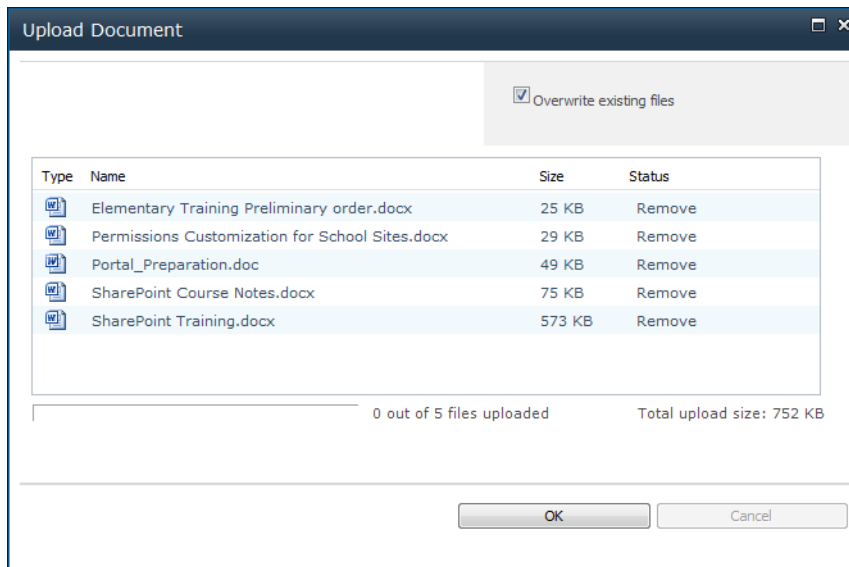 Upload Document
Overwrite existing files
Type Name Size Status
Elementary Training Preliminary order.docx 25 KB Remove
Permissions Customization for School Sites.docx 29 KB Remove
Portal_Preparation.doc 49 KB Remove
SharePoint Course Notes.docx 75 KB Remove
SharePoint Training.docx 573 KB Remove
0 out of 5 files uploaded Total upload size: 752 KB
OK Cancel